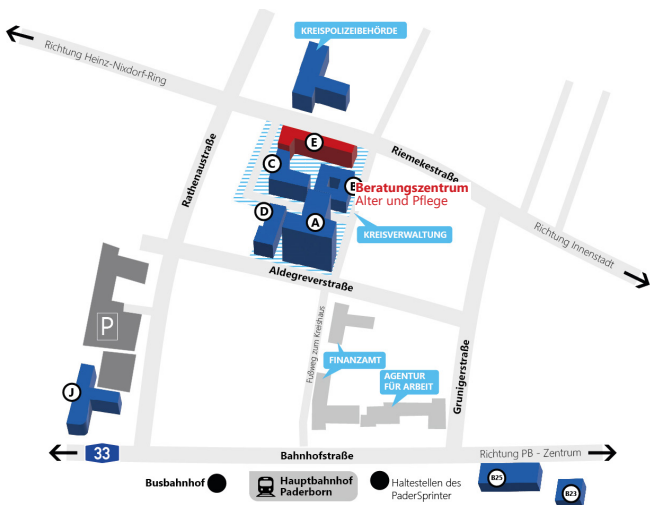 KREISPOLIZEIBEHÖRDE
Richtung Heinz-Nixdorf-Ring
Rathenaustraße
E
Riemekestraße
C
B
Beratungszentrum
Alter und Pflege
D
A
KREISVERWALTUNG
Richtung Innenstadt
Aldegreverstraße
P
Fußweg zum Kreishaus
FINANZAMT
Grunigerstraße
AGENTUR
FÜR ARBEIT
J
33
Bahnhofstraße
Richtung PB - Zentrum
Busbahnhof
Hauptbahnhof
Paderborn
Haltestellen des
PaderSprinter
B25
B23